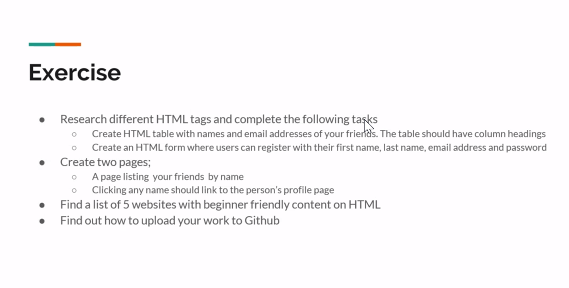 Exercise
● Research different HTML tags and complete the following tasks
○ Create HTML table with names and email addresses of your friends. The table should have column headings
○ Create an HTML form where users can register with their first name, last name, email address and password
● Create two pages;
○ A page listing your friends by name
○ Clicking any name should link to the person's profile page
● Find a list of 5 websites with beginner friendly content on HTML
● Find out how to upload your work to Github